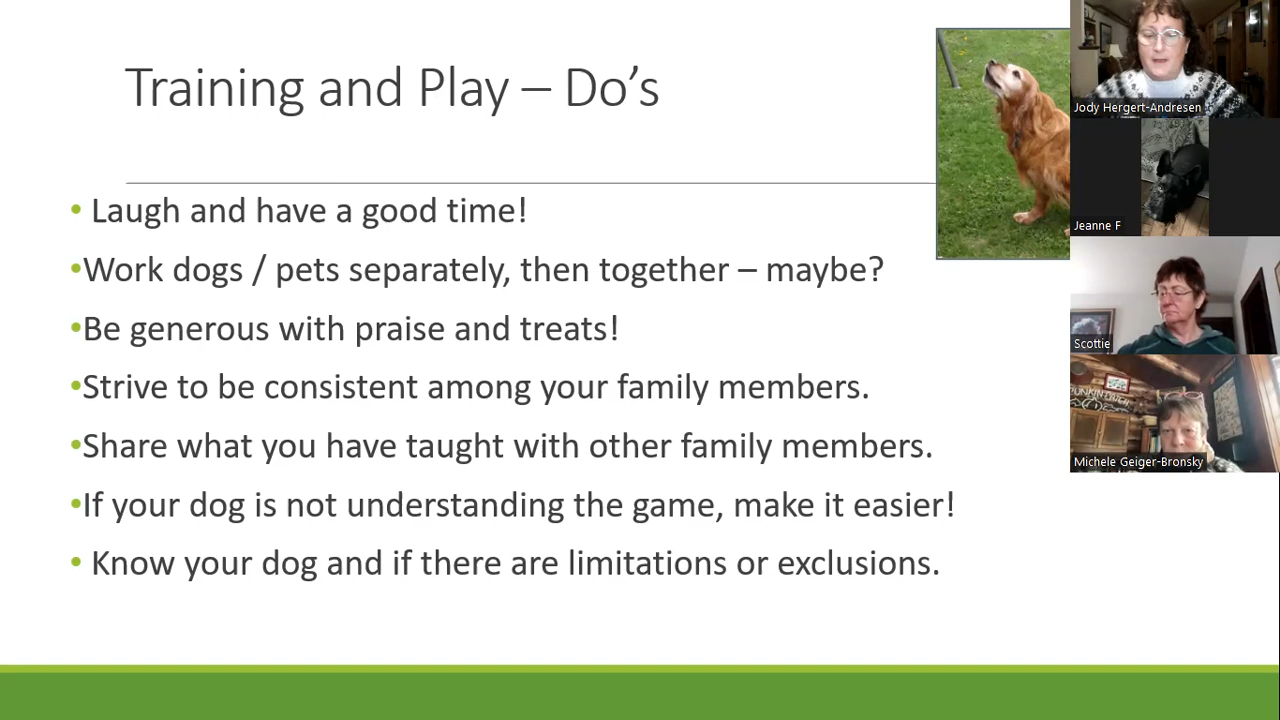 Training and Play – Do’s
• Laugh and have a good time!
•Work dogs / pets separately, then together – maybe?
•Be generous with praise and treats!
•Strive to be consistent among your family members.
•Share what you have taught with other family members.
•If your dog is not understanding the game, make it easier!
• Know your dog and if there are limitations or exclusions.
Jody Hergert-Andresen
Jeanne F
Scottie
Michele Geiger-Bronsky